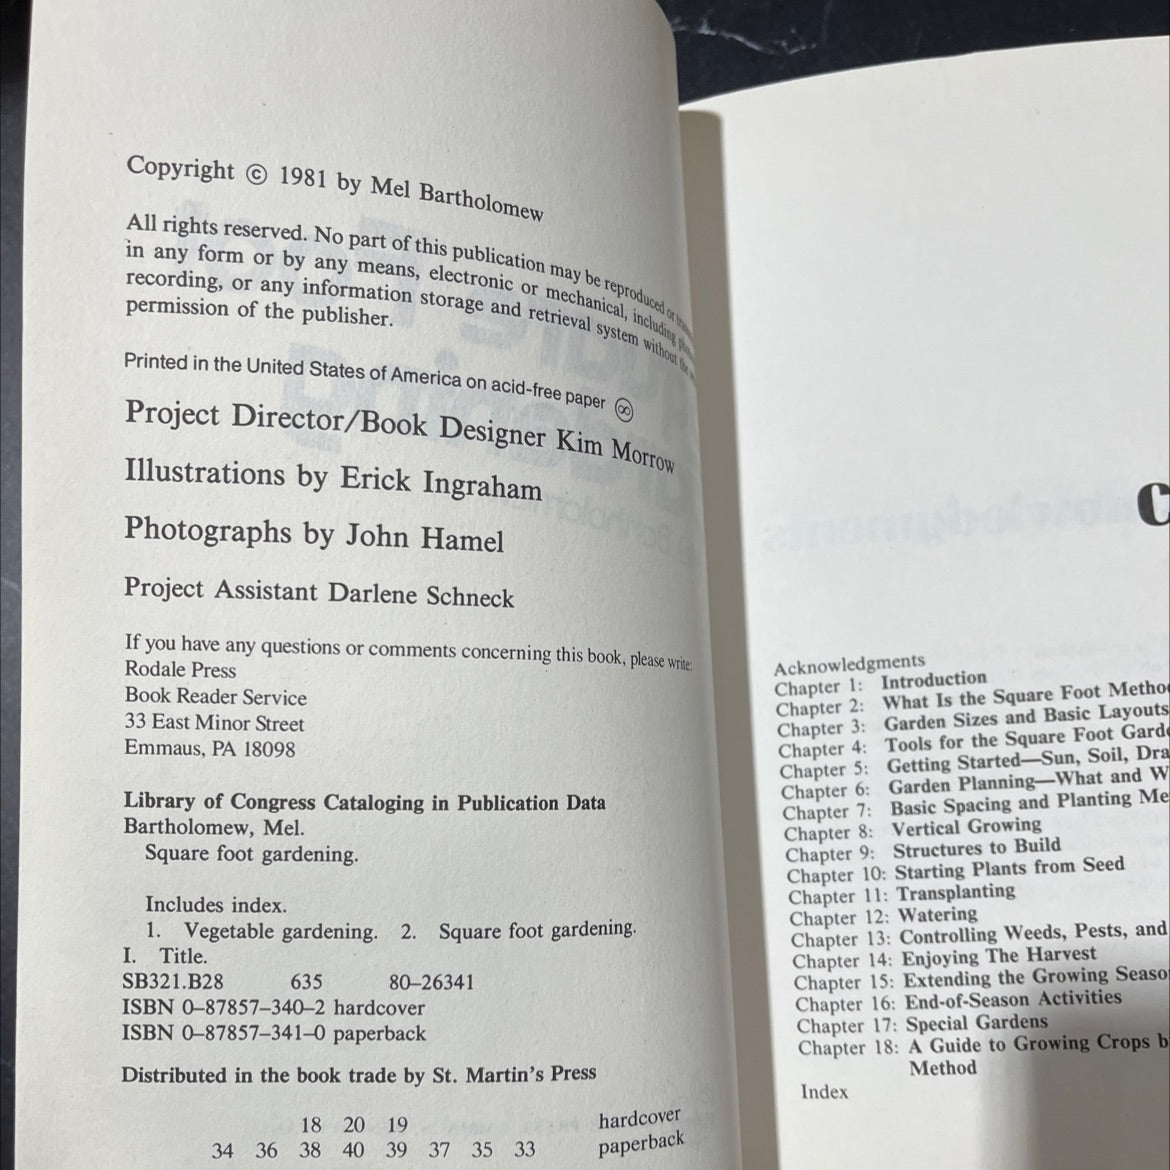 Copyright © 1981 by Mel Bartholomew
All rights reserved. No part of this publication may be reproduced or
in any form or by any means, electronic or mechanical, including
recording, or any information storage and retrieval system without the
permission of the publisher.
Printed in the United States of America on acid-free paper ♾
Project Director/Book Designer Kim Morrow
Illustrations by Erick Ingraham
Photographs by John Hamel
Project Assistant Darlene Schneck
If you have any questions or comments concerning this book, please write:
Rodale Press
Book Reader Service
33 East Minor Street
Emmaus, PA 18098
Library of Congress Cataloging in Publication Data
Bartholomew, Mel.
Square foot gardening.
Includes index.
1. Vegetable gardening. 2. Square foot gardening.
I. Title.
SB321.B28 635 80–26341
ISBN 0–87857–340–2 hardcover
ISBN 0–87857–341–0 paperback
Distributed in the book trade by St. Martin's Press
18 20 19 hardcover
34 36 38 40 39 37 35 33 paperback
C
Acknowledgments
Chapter 1: Introduction
Chapter 2: What Is the Square Foot Metho
Chapter 3: Garden Sizes and Basic Layouts
Chapter 4: Tools for the Square Foot Gard
Chapter 5: Getting Started—Sun, Soil, Dra
Chapter 6: Garden Planning—What and W
Chapter 7: Basic Spacing and Planting Me
Chapter 8: Vertical Growing
Chapter 9: Structures to Build
Chapter 10: Starting Plants from Seed
Chapter 11: Transplanting
Chapter 12: Watering
Chapter 13: Controlling Weeds, Pests, and
Chapter 14: Enjoying The Harvest
Chapter 15: Extending the Growing Seaso
Chapter 16: End-of-Season Activities
Chapter 17: Special Gardens
Chapter 18: A Guide to Growing Crops b
Method
Index